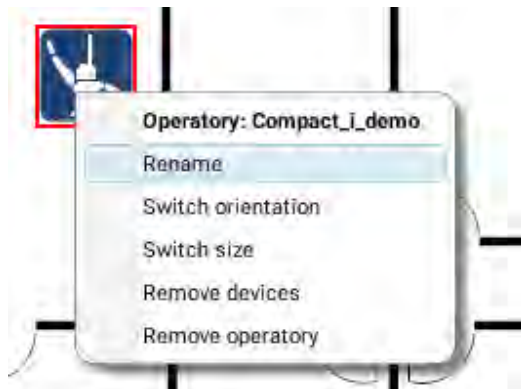 Operatory: Compact_i_demo
Rename
Switch orientation
Switch size
Remove devices
Remove operatory